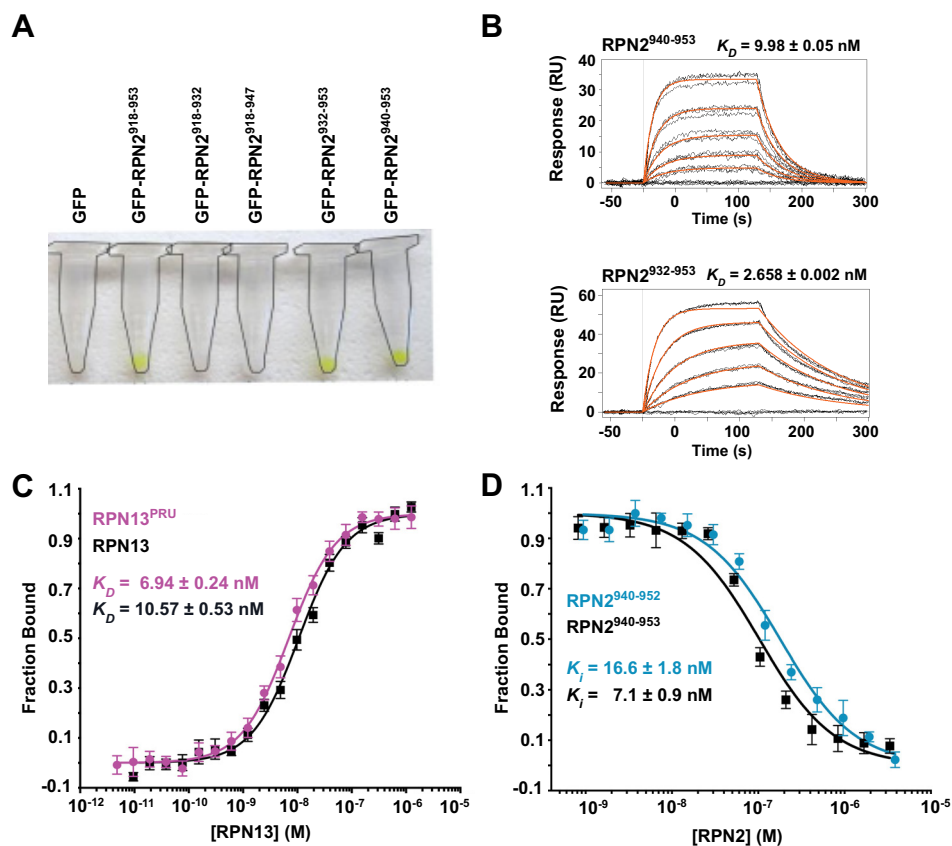 A
GFP
GFP-RPN2918-953
GFP-RPN2918-932
GFP-RPN2918-947
GFP-RPN2932-953
GFP-RPN2940-953
B
RPN2940-953 KD = 9.98 ± 0.05 nM
Response (RU)
40
30
20
10
0
-50 0 50 100 200 300
Time (s)
RPN2932-953 KD = 2.658 ± 0.002 nM
Response (RU)
60
40
20
0
-50 0 50 100 200 300
Time (s)
C
Fraction Bound
1.1
0.9
0.7
0.5
0.3
0.1
-0.1
RPN13PRU
RPN13
KD = 6.94 ± 0.24 nM
KD = 10.57 ± 0.53 nM
10-12 10-11 10-10 10-9 10-8 10-7 10-6 10-5
[RPN13] (M)
D
Fraction Bound
1.1
0.9
0.7
0.5
0.3
0.1
-0.1
RPN2940-952
RPN2940-953
Ki = 16.6 ± 1.8 nM
Ki = 7.1 ± 0.9 nM
10-9 10-8 10-7 10-6 10-5
[RPN2] (M)